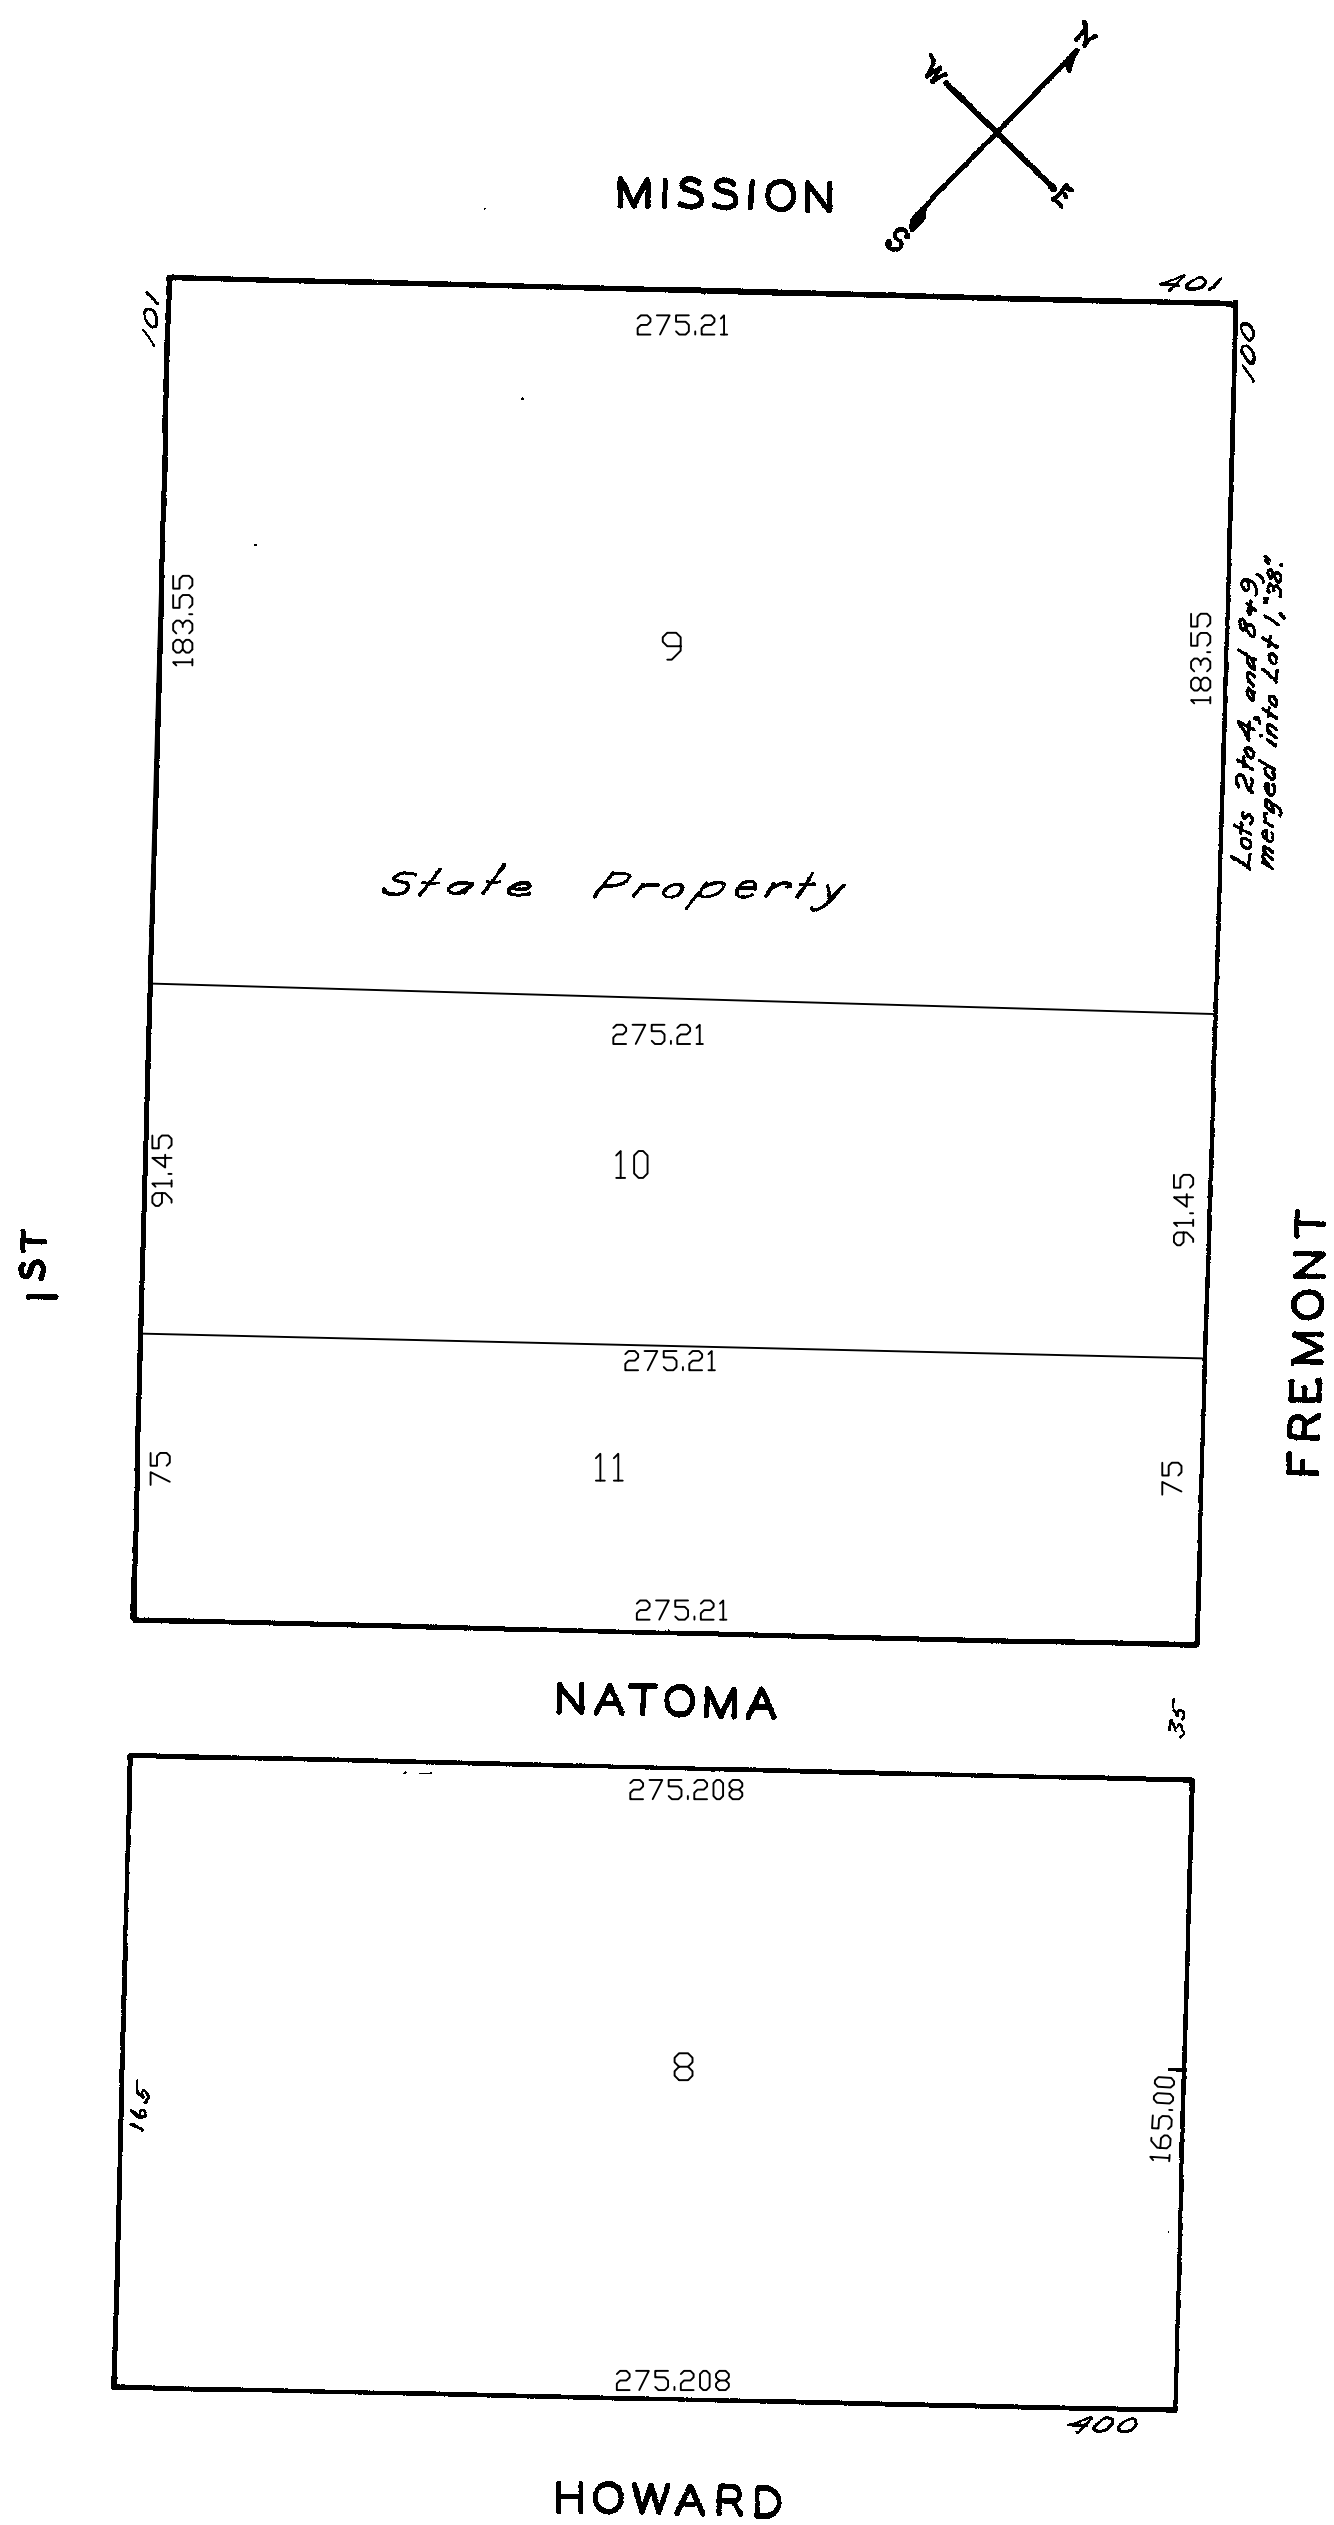 N
W
E
S
MISSION
101
401
100
275.21
183.55
9
183.55
Lots 2 to 4, and 8 & 9,
merged into Lot 1, "38."
State Property
275.21
91.45
10
91.45
1ST
FREMONT
275.21
75
11
75
275.21
NATOMA
35
275.208
8
165
165.00
275.208
400
HOWARD